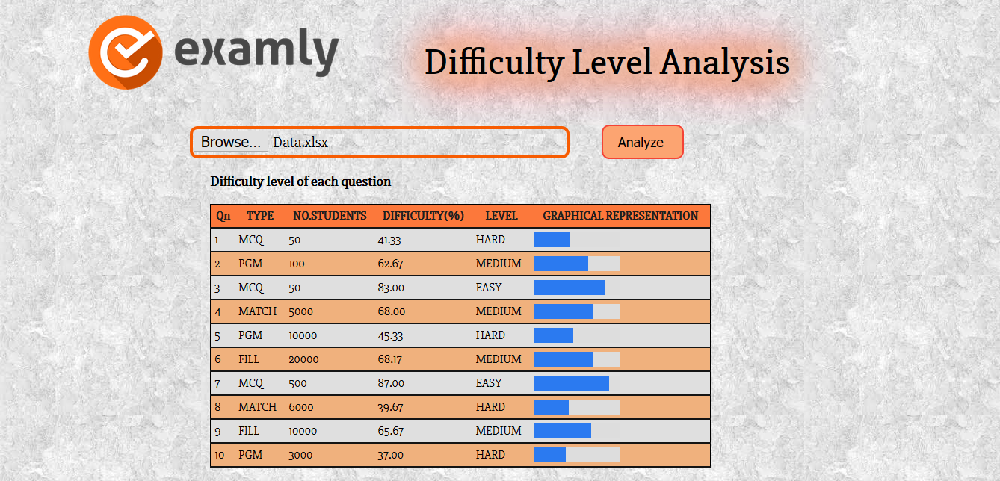 examly
Difficulty Level Analysis
Browse... Data.xlsx Analyze
Difficulty level of each question
Qn TYPE NO.STUDENTS DIFFICULTY(%) LEVEL GRAPHICAL REPRESENTATION
1 MCQ 50 41.33 HARD
2 PGM 100 62.67 MEDIUM
3 MCQ 50 83.00 EASY
4 MATCH 5000 68.00 MEDIUM
5 PGM 10000 45.33 HARD
6 FILL 20000 68.17 MEDIUM
7 MCQ 500 87.00 EASY
8 MATCH 6000 39.67 HARD
9 FILL 10000 65.67 MEDIUM
10 PGM 3000 37.00 HARD